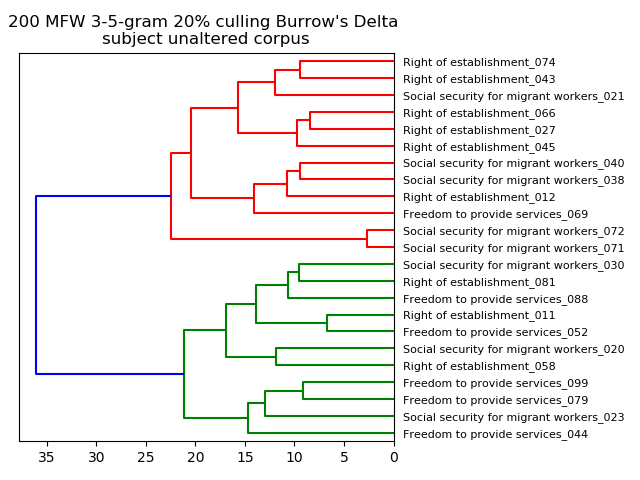 200 MFW 3-5-gram 20% culling Burrow's Delta
subject unaltered corpus
Right of establishment_074
Right of establishment_043
Social security for migrant workers_021
Right of establishment_066
Right of establishment_027
Right of establishment_045
Social security for migrant workers_040
Social security for migrant workers_038
Right of establishment_012
Freedom to provide services_069
Social security for migrant workers_072
Social security for migrant workers_071
Social security for migrant workers_030
Right of establishment_081
Freedom to provide services_088
Right of establishment_011
Freedom to provide services_052
Social security for migrant workers_020
Right of establishment_058
Freedom to provide services_099
Freedom to provide services_079
Social security for migrant workers_023
Freedom to provide services_044
35 30 25 20 15 10 5 0